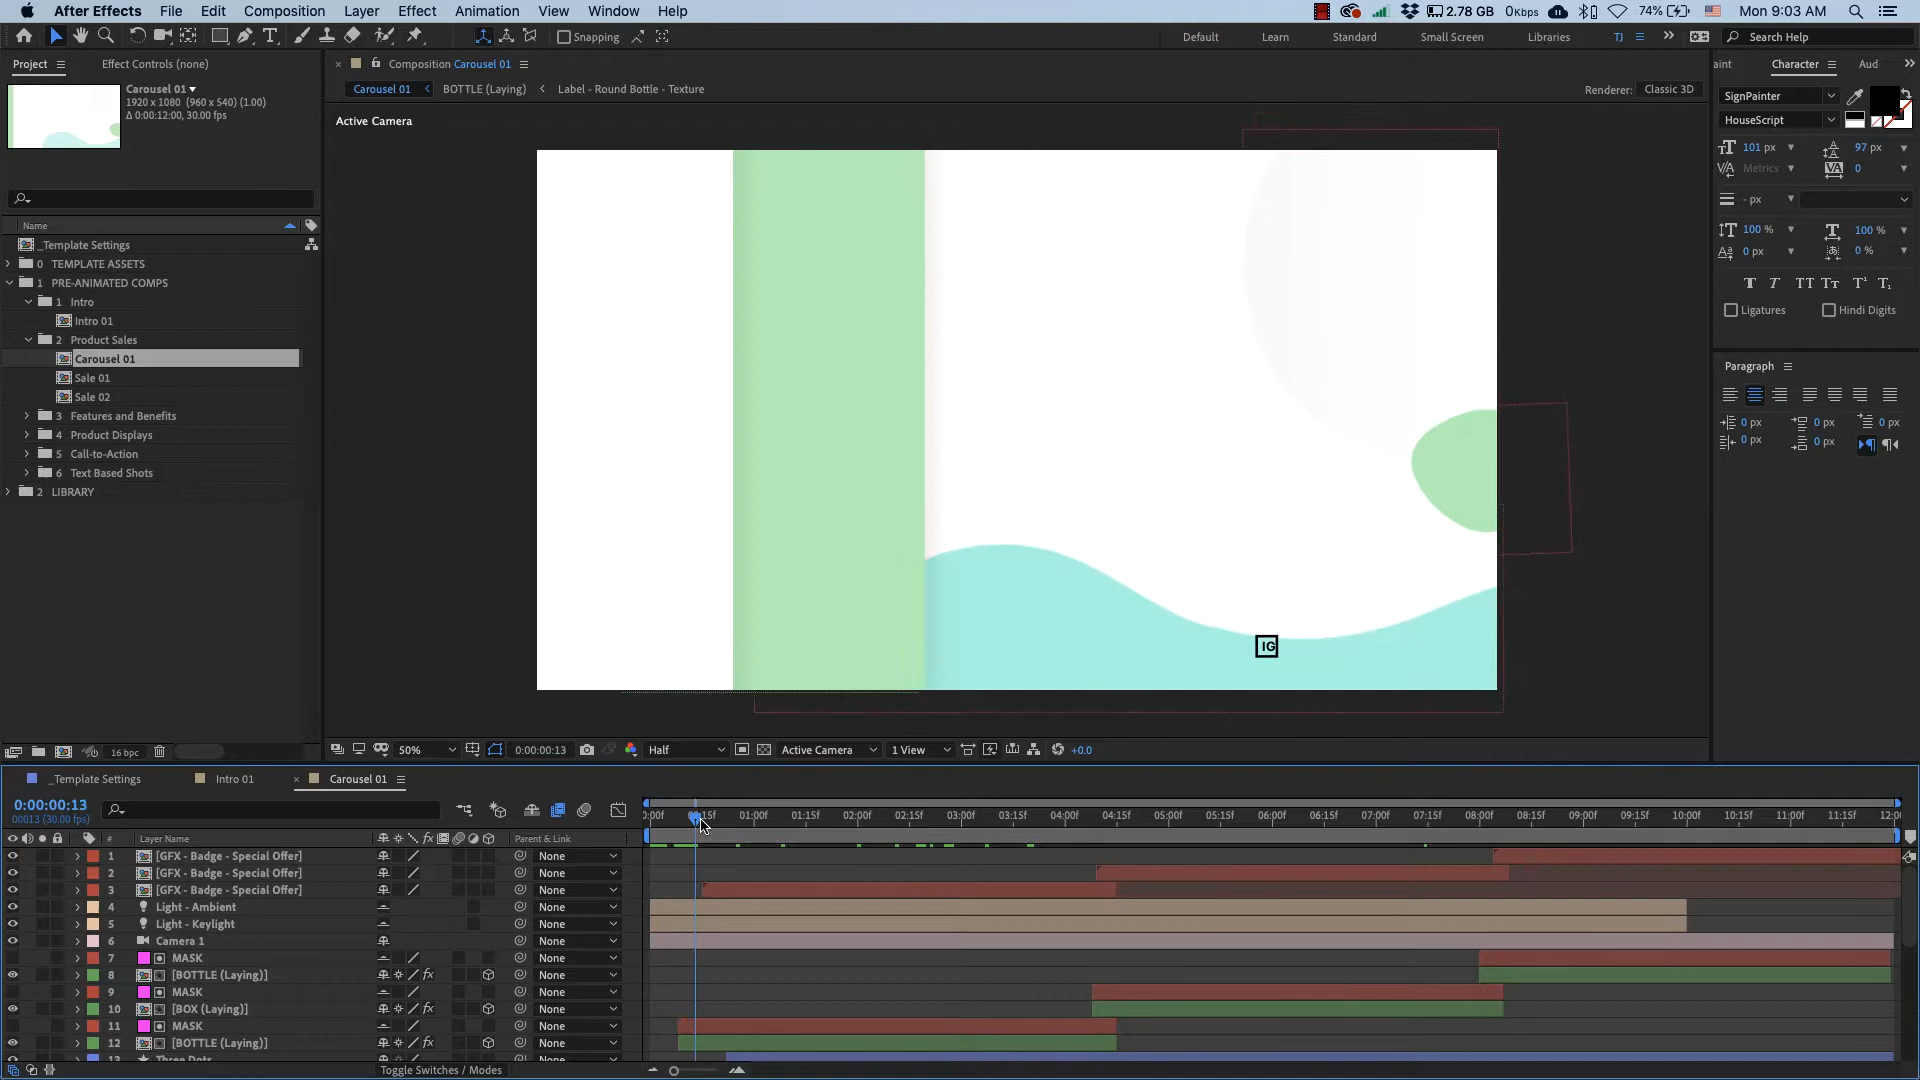 After Effects File Edit Composition Layer Effect Animation View Window Help 2.78 GB 0Kbps 74% Mon 9:03 AM
Snapping Default Learn Standard Small Screen Libraries TJ Search Help
Project Effect Controls (none) Composition Carousel 01 aint Character Aud
Carousel 01
1920 x 1080 (960 x 540) (1.00)
Δ 0:00:12:00, 30.00 fps
Carousel 01 BOTTLE (Laying) Label - Round Bottle - Texture Renderer: Classic 3D
Active Camera
SignPainter
HouseScript
101 px 97 px
Metrics 0
- px
100 % 100 %
0 px 0 %
Ligatures Hindi Digits
Paragraph
0 px 0 px 0 px
0 px 0 px
Name
_Template Settings
0 TEMPLATE ASSETS
1 PRE-ANIMATED COMPS
1 Intro
Intro 01
2 Product Sales
Carousel 01
Sale 01
Sale 02
3 Features and Benefits
4 Product Displays
5 Call-to-Action
6 Text Based Shots
2 LIBRARY
IG
16 bpc 50% 0:00:00:13 Half Active Camera 1 View +0.0
_Template Settings Intro 01 Carousel 01
0:00:00:13
00013 (30.00 fps)
01:00f 01:15f 02:00f 02:15f 03:00f 03:15f 04:00f 04:15f 05:00f 05:15f 06:00f 06:15f 07:00f 07:15f 08:00f 08:15f 09:00f 09:15f 10:00f 10:15f 11:00f 11:15f
# Layer Name Parent & Link
1 [GFX - Badge - Special Offer] None
2 [GFX - Badge - Special Offer] None
3 [GFX - Badge - Special Offer] None
4 Light - Ambient None
5 Light - Keylight None
6 Camera 1 None
7 MASK None
8 [BOTTLE (Laying)] None
9 MASK None
10 [BOX (Laying)] None
11 MASK None
12 [BOTTLE (Laying)] None
13 Three Dots
Toggle Switches / Modes